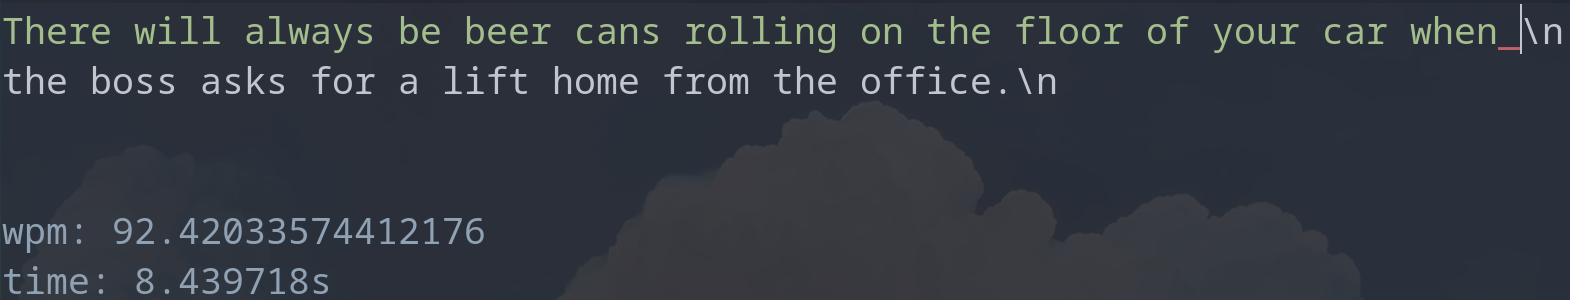 There will always be beer cans rolling on the floor of your car when_\n
the boss asks for a lift home from the office.\n
wpm: 92.42033574412176
time: 8.439718s